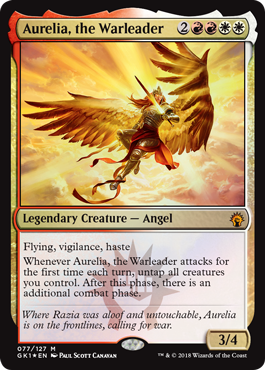 Aurelia, the Warleader 2
Legendary Creature — Angel
Flying, vigilance, haste
Whenever Aurelia, the Warleader attacks for
the first time each turn, untap all creatures
you control. After this phase, there is an
additional combat phase.
Where Razia was aloof and untouchable, Aurelia
is on the frontlines, calling for war.
3/4
077/127 M
GK1★EN Paul Scott Canavan
™ & © 2018 Wizards of the Coast